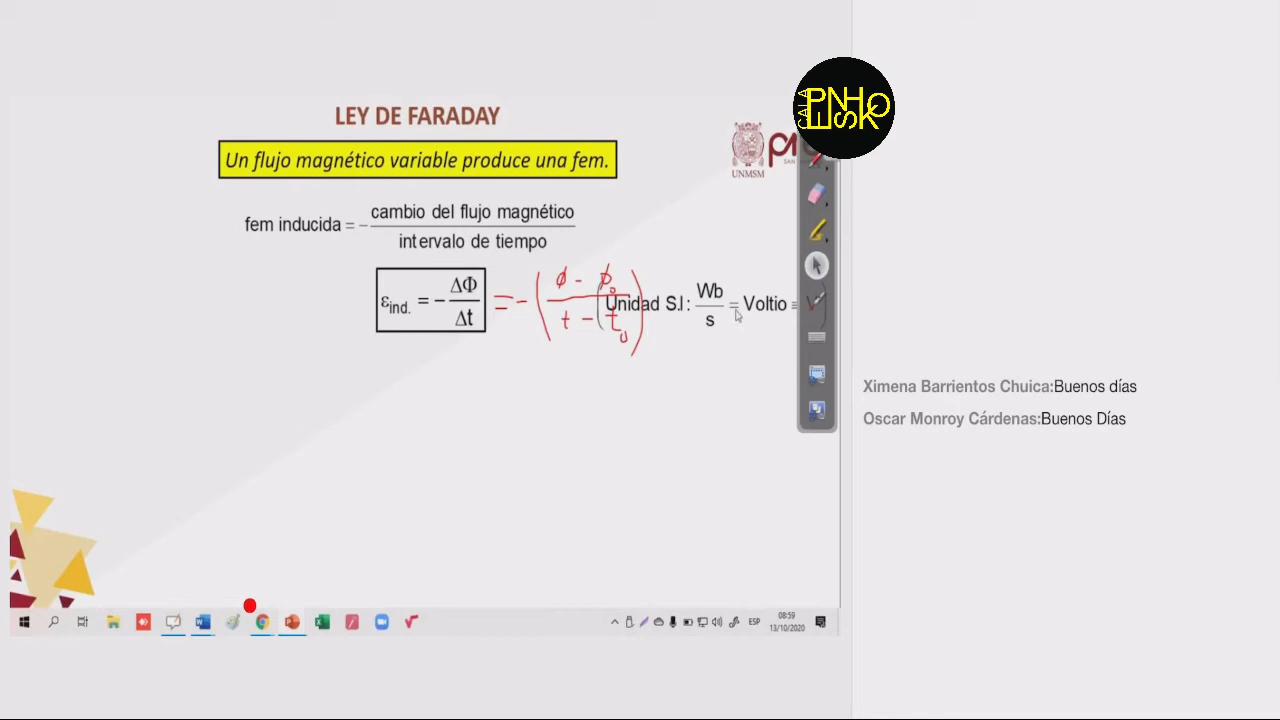 LEY DE FARADAY
Un flujo magnético variable produce una fem.
UNMSM
fem inducida = - cambio del flujo magnético / intervalo de tiempo
εind. = - ΔΦ / Δt = - ( ϕ - ϕ0 / t - t0 ) (Unidad S.I : Wb / s = Voltio = V)
Ximena Barrientos Chuica:Buenos días
Oscar Monroy Cárdenas:Buenos Días
ESP
08:59
13/10/2020